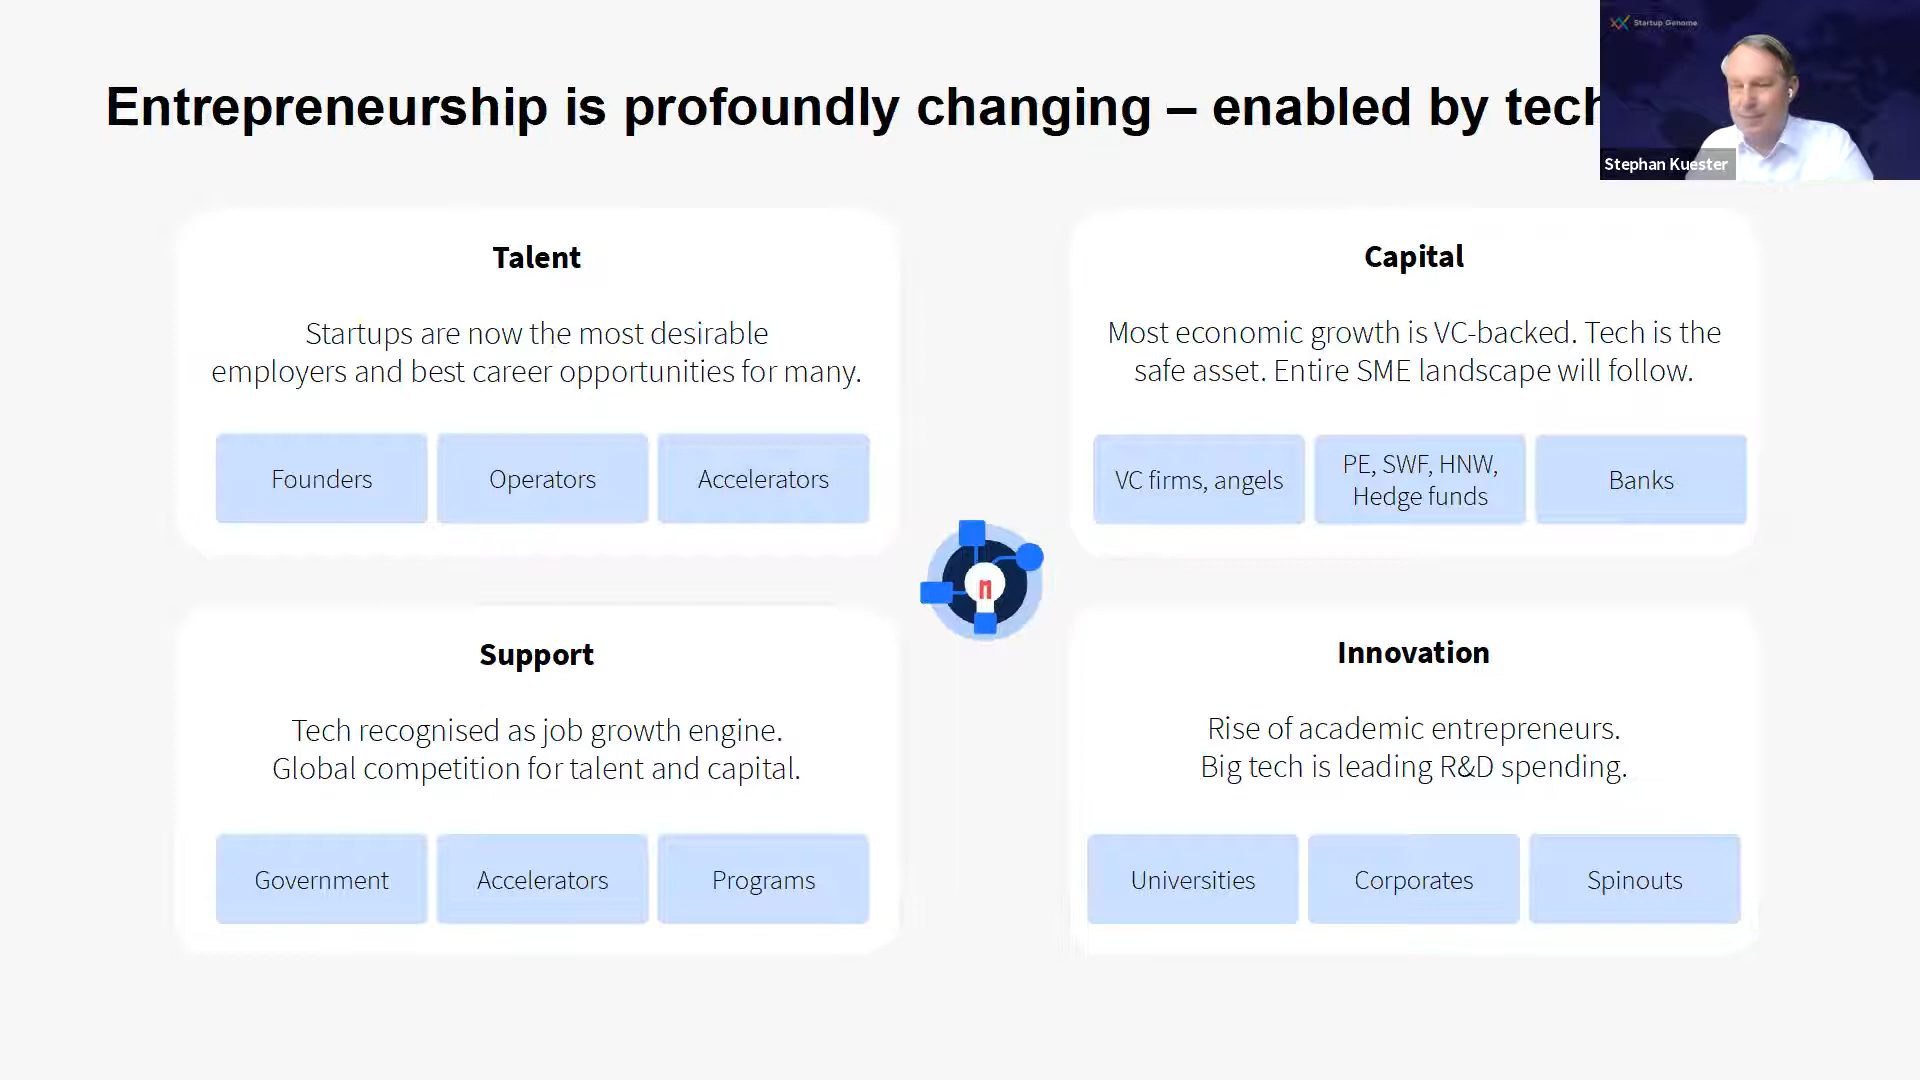 Entrepreneurship is profoundly changing – enabled by tech
Startup Genome
Stephan Kuester
Talent
Startups are now the most desirable
employers and best career opportunities for many.
Founders
Operators
Accelerators
Capital
Most economic growth is VC-backed. Tech is the
safe asset. Entire SME landscape will follow.
VC firms, angels
PE, SWF, HNW,
Hedge funds
Banks
Support
Tech recognised as job growth engine.
Global competition for talent and capital.
Government
Accelerators
Programs
Innovation
Rise of academic entrepreneurs.
Big tech is leading R&D spending.
Universities
Corporates
Spinouts